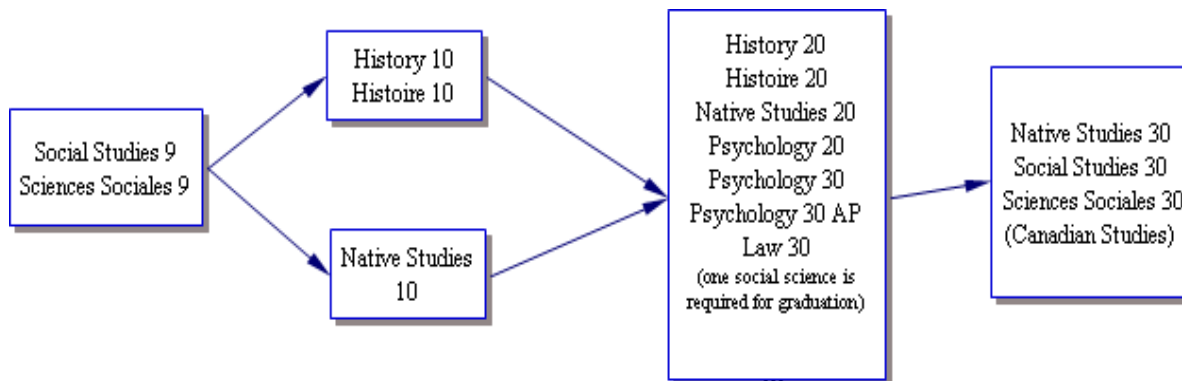 Social Studies 9
Sciences Sociales 9
History 10
Histoire 10
Native Studies
10
History 20
Histoire 20
Native Studies 20
Psychology 20
Psychology 30
Psychology 30 AP
Law 30
(one social science is
required for graduation)
Native Studies 30
Social Studies 30
Sciences Sociales 30
(Canadian Studies)